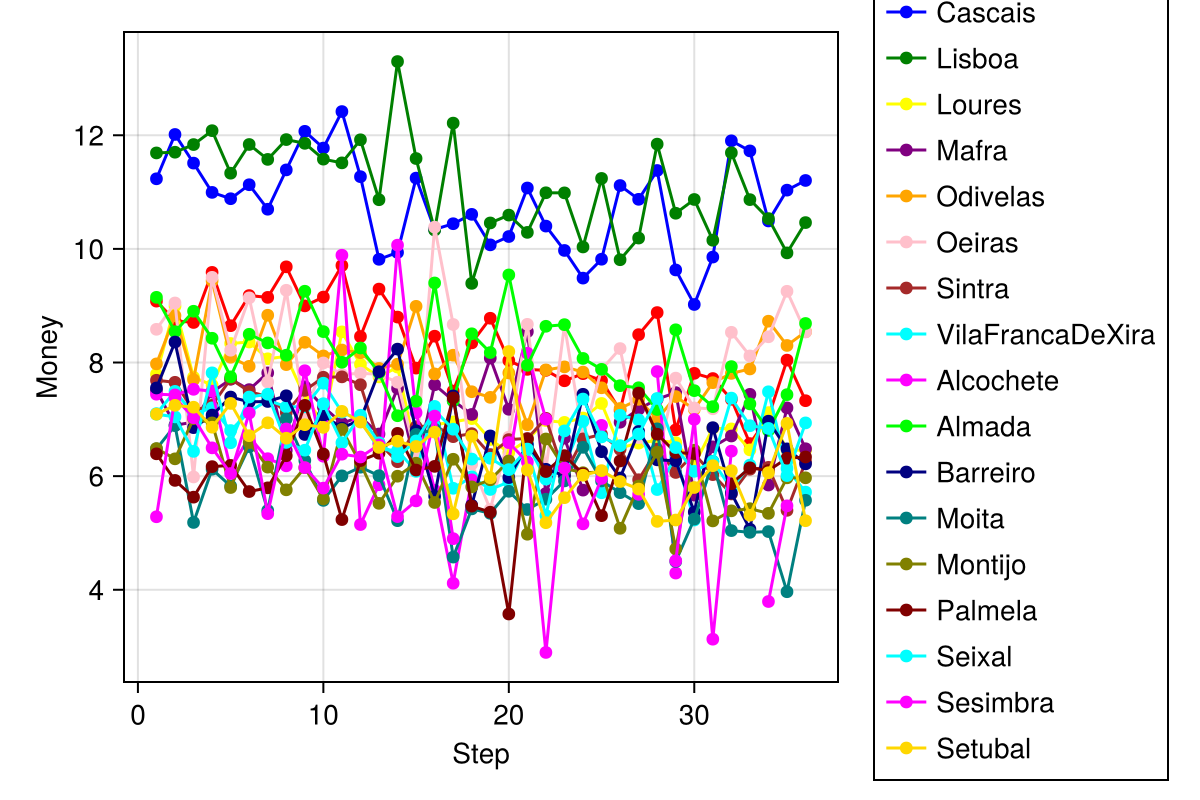 Cascais
Lisboa
Loures
Mafra
Odivelas
Oeiras
Sintra
VilaFrancaDeXira
Alcochete
Almada
Barreiro
Moita
Montijo
Palmela
Seixal
Sesimbra
Setubal
Money
12
10
8
6
4
0 10 20 30
Step